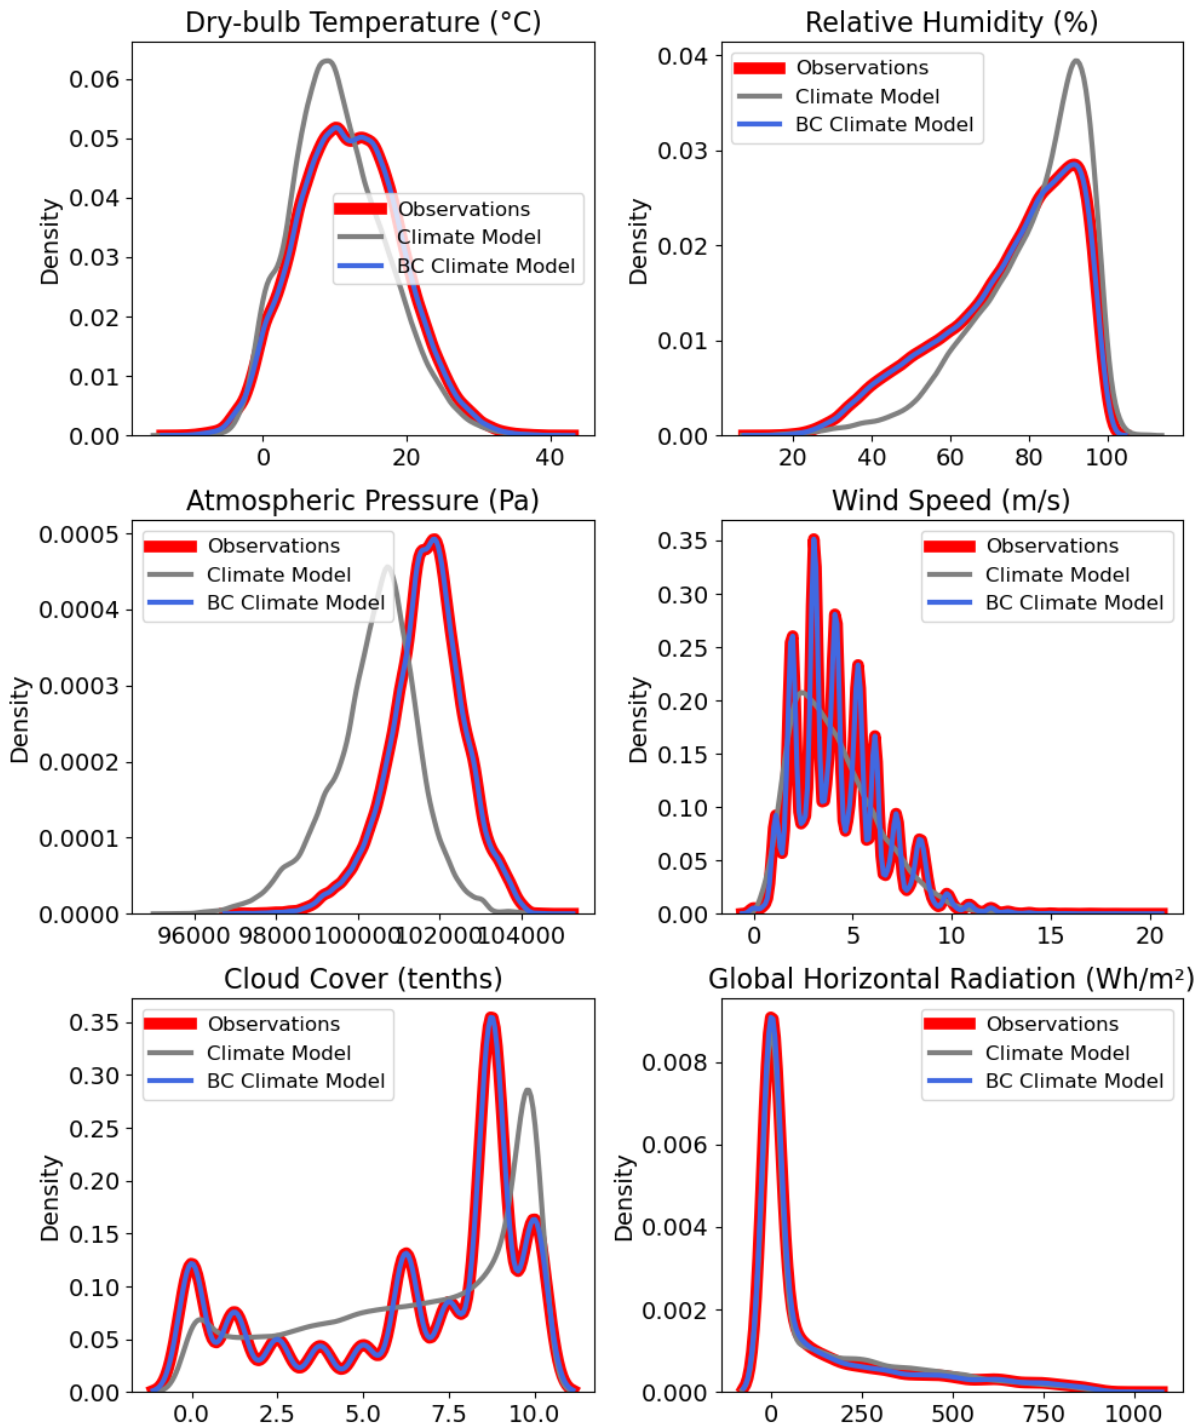 Dry-bulb Temperature (°C)
Density
0.06
0.05
0.04
0.03
0.02
0.01
0.00
Observations
Climate Model
BC Climate Model
0
20
40
Relative Humidity (%)
Density
0.04
0.03
0.02
0.01
0.00
Observations
Climate Model
BC Climate Model
20
40
60
80
100
Atmospheric Pressure (Pa)
Density
0.0005
0.0004
0.0003
0.0002
0.0001
0.0000
Observations
Climate Model
BC Climate Model
96000
98000
100000
102000
104000
Wind Speed (m/s)
Density
0.35
0.30
0.25
0.20
0.15
0.10
0.05
0.00
Observations
Climate Model
BC Climate Model
0
5
10
15
20
Cloud Cover (tenths)
Density
0.35
0.30
0.25
0.20
0.15
0.10
0.05
0.00
Observations
Climate Model
BC Climate Model
0.0
2.5
5.0
7.5
10.0
Global Horizontal Radiation (Wh/m²)
Density
0.008
0.006
0.004
0.002
0.000
Observations
Climate Model
BC Climate Model
0
250
500
750
1000